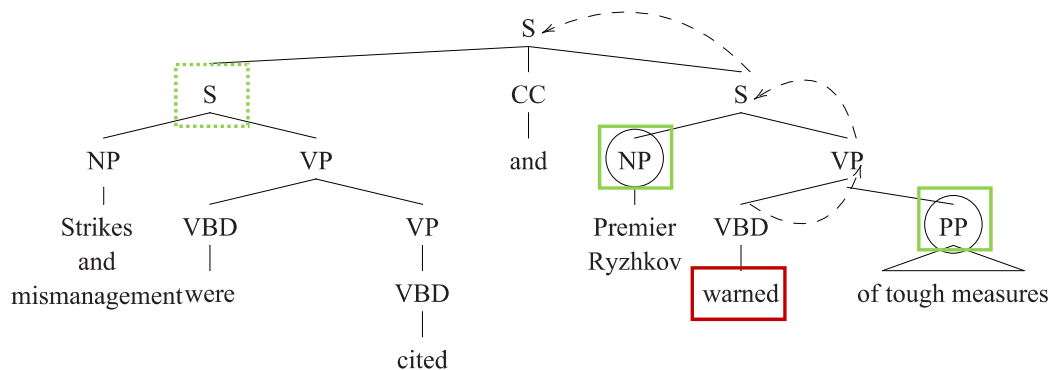 S
S CC S
NP VP and NP VP
Strikes VBD VP Premier VBD PP
and Ryzhkov
mismanagement were VBD warned of tough measures
cited